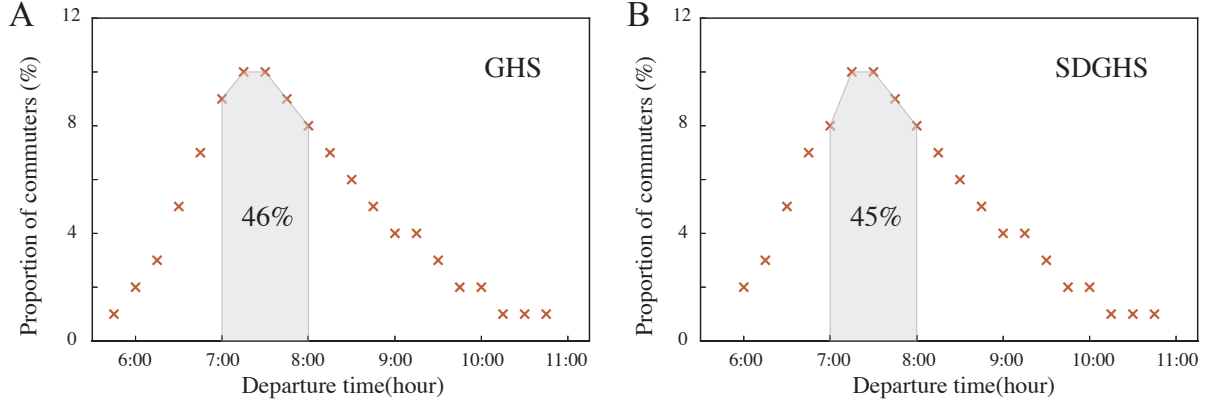 A
GHS
Proportion of commuters (%)
12
8
4
0
46%
6:00 7:00 8:00 9:00 10:00 11:00
Departure time(hour)
B
SDGHS
Proportion of commuters (%)
12
8
4
0
45%
6:00 7:00 8:00 9:00 10:00 11:00
Departure time(hour)